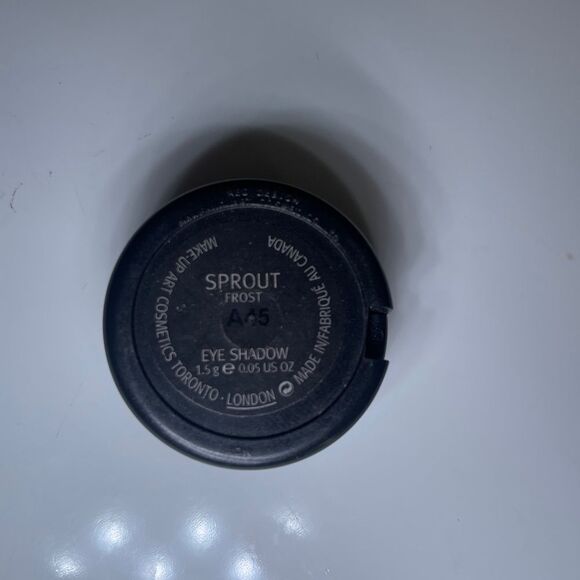 SPROUT
FROST
A45
EYE SHADOW
1.5 g ℮ 0.05 US OZ
MAKE-UP ART COSMETICS TORONTO · LONDON
MADE IN/FABRIQUÉ AU CANADA